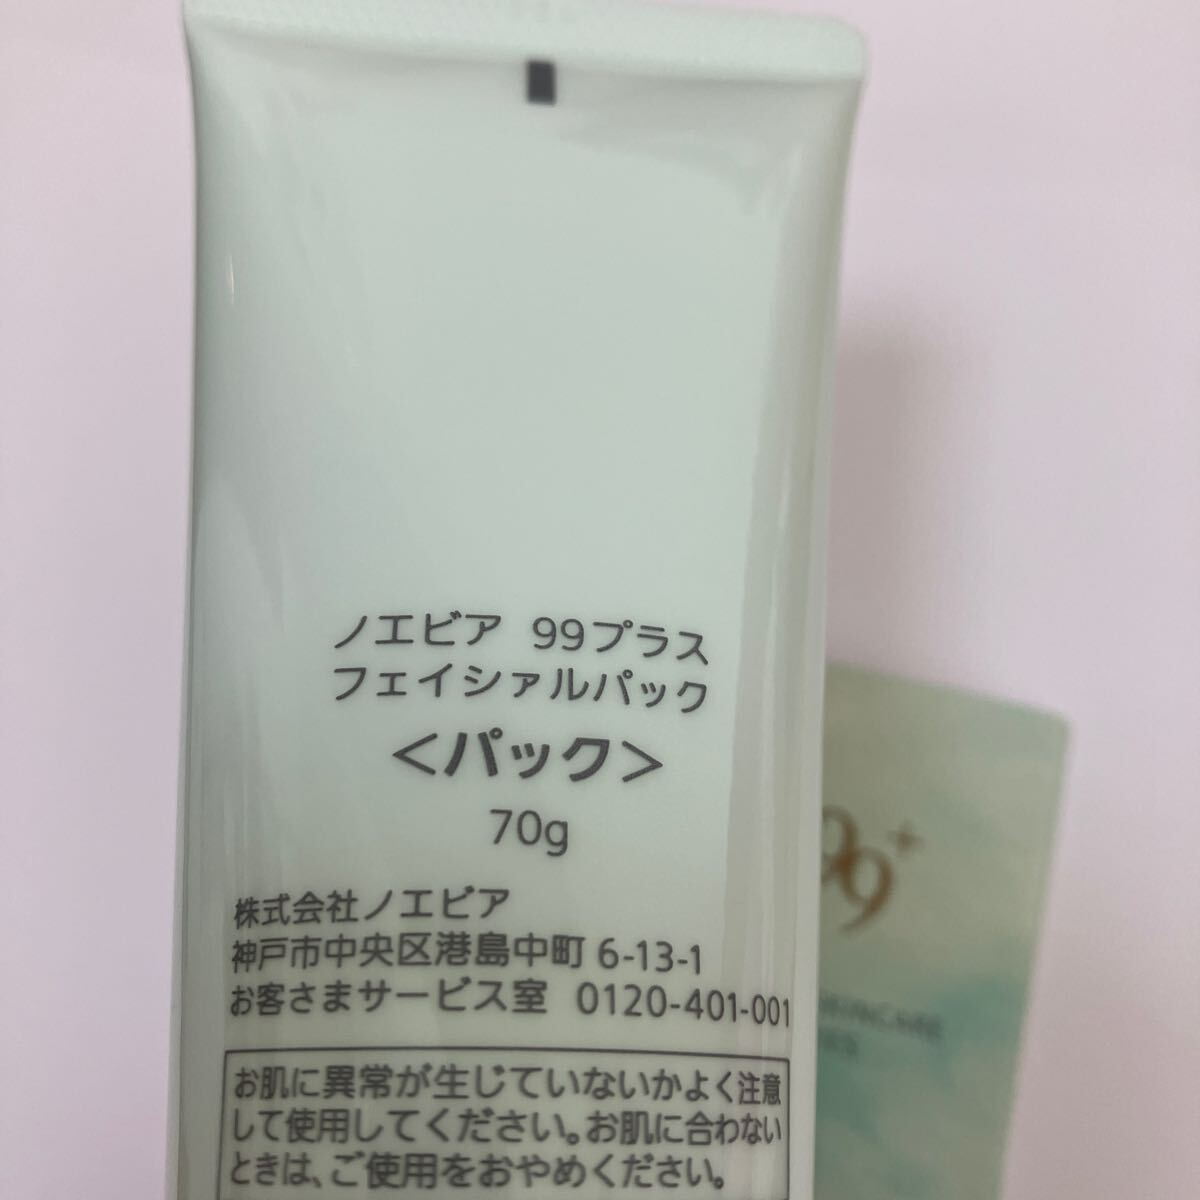 ノエビア 99プラス
フェイシァルパック
＜パック＞
70g
株式会社ノエビア
神戸市中央区港島中町 6-13-1
お客さまサービス室 0120-401-001
お肌に異常が生じていないかよく注意
して使用してください。お肌に合わない
ときは、ご使用をおやめください。
99+
SKINCARE